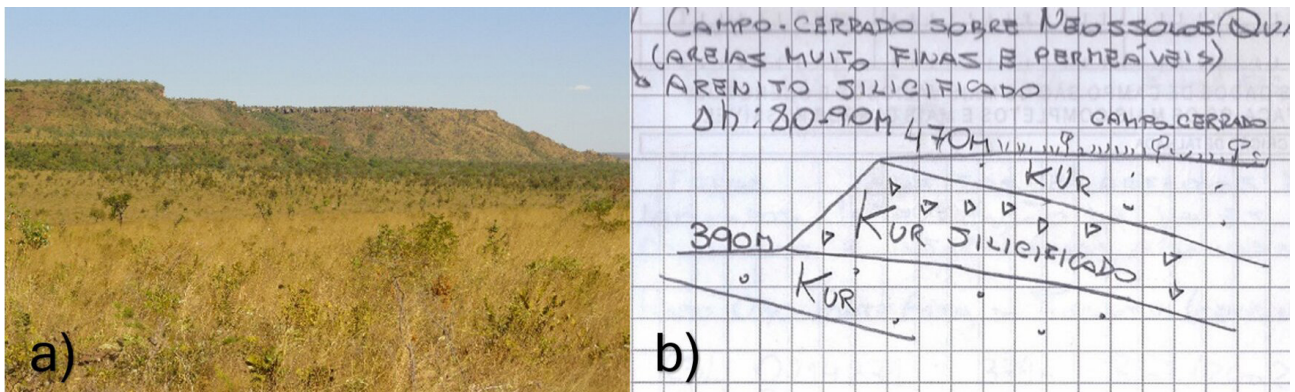 a)
CAMPO-CERRADO SOBRE NEOSSOLOS
(AREIAS MUITO FINAS E PERMEÁVEIS)
ARENITO SILICIFICADO
Δh: 80-90M
470M
CAMPO-CERRADO
KUR
KUR SILICIFICADO
390M
KUR
b)